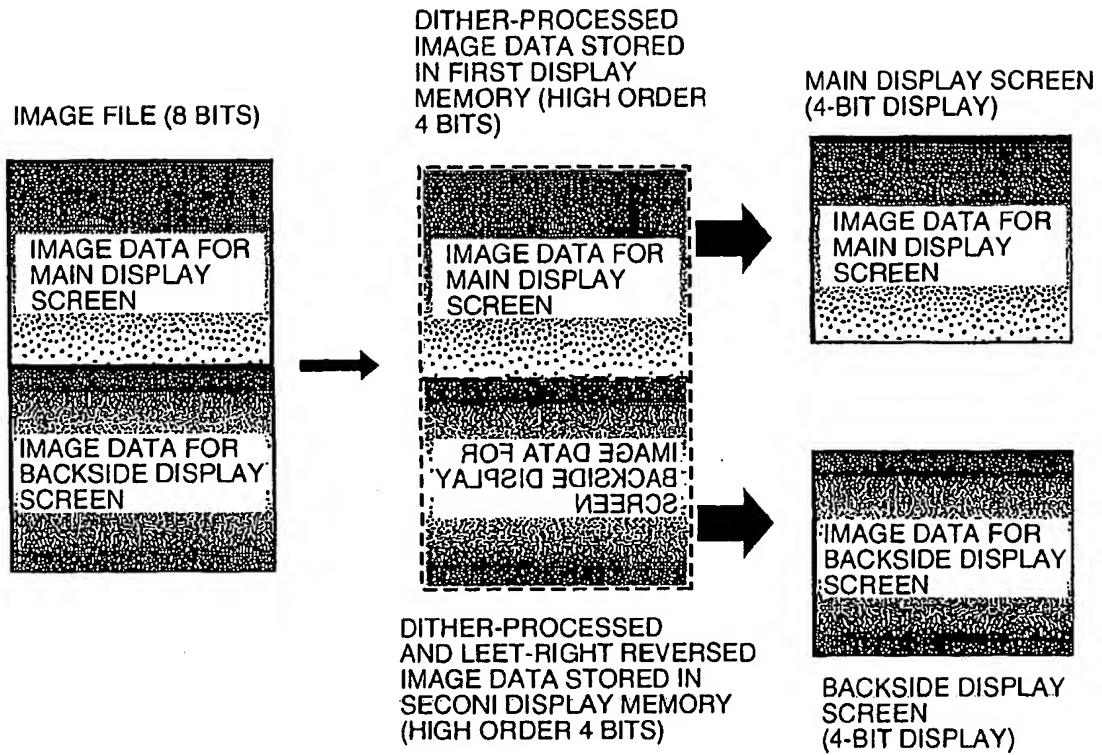 IMAGE FILE (8 BITS)
IMAGE DATA FOR
MAIN DISPLAY
SCREEN
IMAGE DATA FOR
BACKSIDE DISPLAY
SCREEN
DITHER-PROCESSED
IMAGE DATA STORED
IN FIRST DISPLAY
MEMORY (HIGH ORDER
4 BITS)
IMAGE DATA FOR
MAIN DISPLAY
SCREEN
IMAGE DATA FOR
BACKSIDE DISPLAY
SCREEN
DITHER-PROCESSED
AND LEET-RIGHT REVERSED
IMAGE DATA STORED IN
SECONI DISPLAY MEMORY
(HIGH ORDER 4 BITS)
MAIN DISPLAY SCREEN
(4-BIT DISPLAY)
IMAGE DATA FOR
MAIN DISPLAY
SCREEN
IMAGE DATA FOR
BACKSIDE DISPLAY
SCREEN
BACKSIDE DISPLAY
SCREEN
(4-BIT DISPLAY)